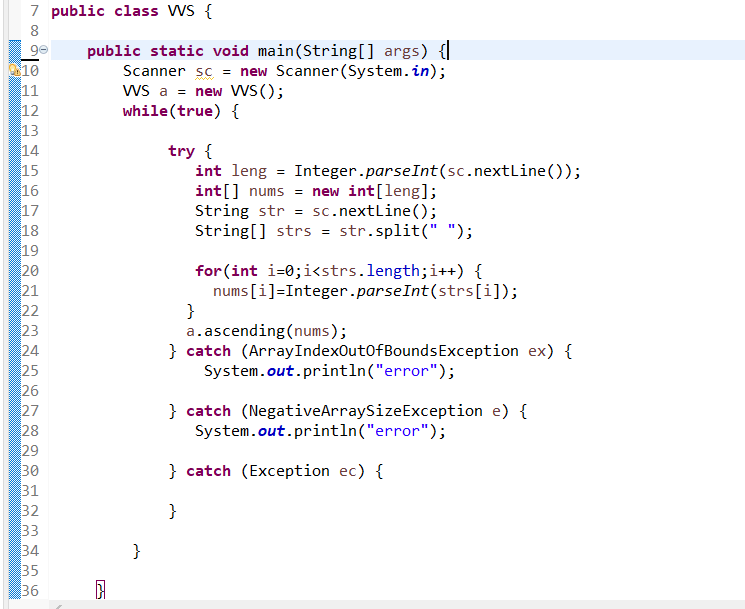 7 public class VVS {
8
9 public static void main(String[] args) {
10 Scanner sc = new Scanner(System.in);
11 VVS a = new VVS();
12 while(true) {
13
14 try {
15 int leng = Integer.parseInt(sc.nextLine());
16 int[] nums = new int[leng];
17 String str = sc.nextLine();
18 String[] strs = str.split(" ");
19
20 for(int i=0;i<strs.length;i++) {
21 nums[i]=Integer.parseInt(strs[i]);
22 }
23 a.ascending(nums);
24 } catch (ArrayIndexOutOfBoundsException ex) {
25 System.out.println("error");
26
27 } catch (NegativeArraySizeException e) {
28 System.out.println("error");
29
30 } catch (Exception ec) {
31
32 }
33
34 }
35
36 }